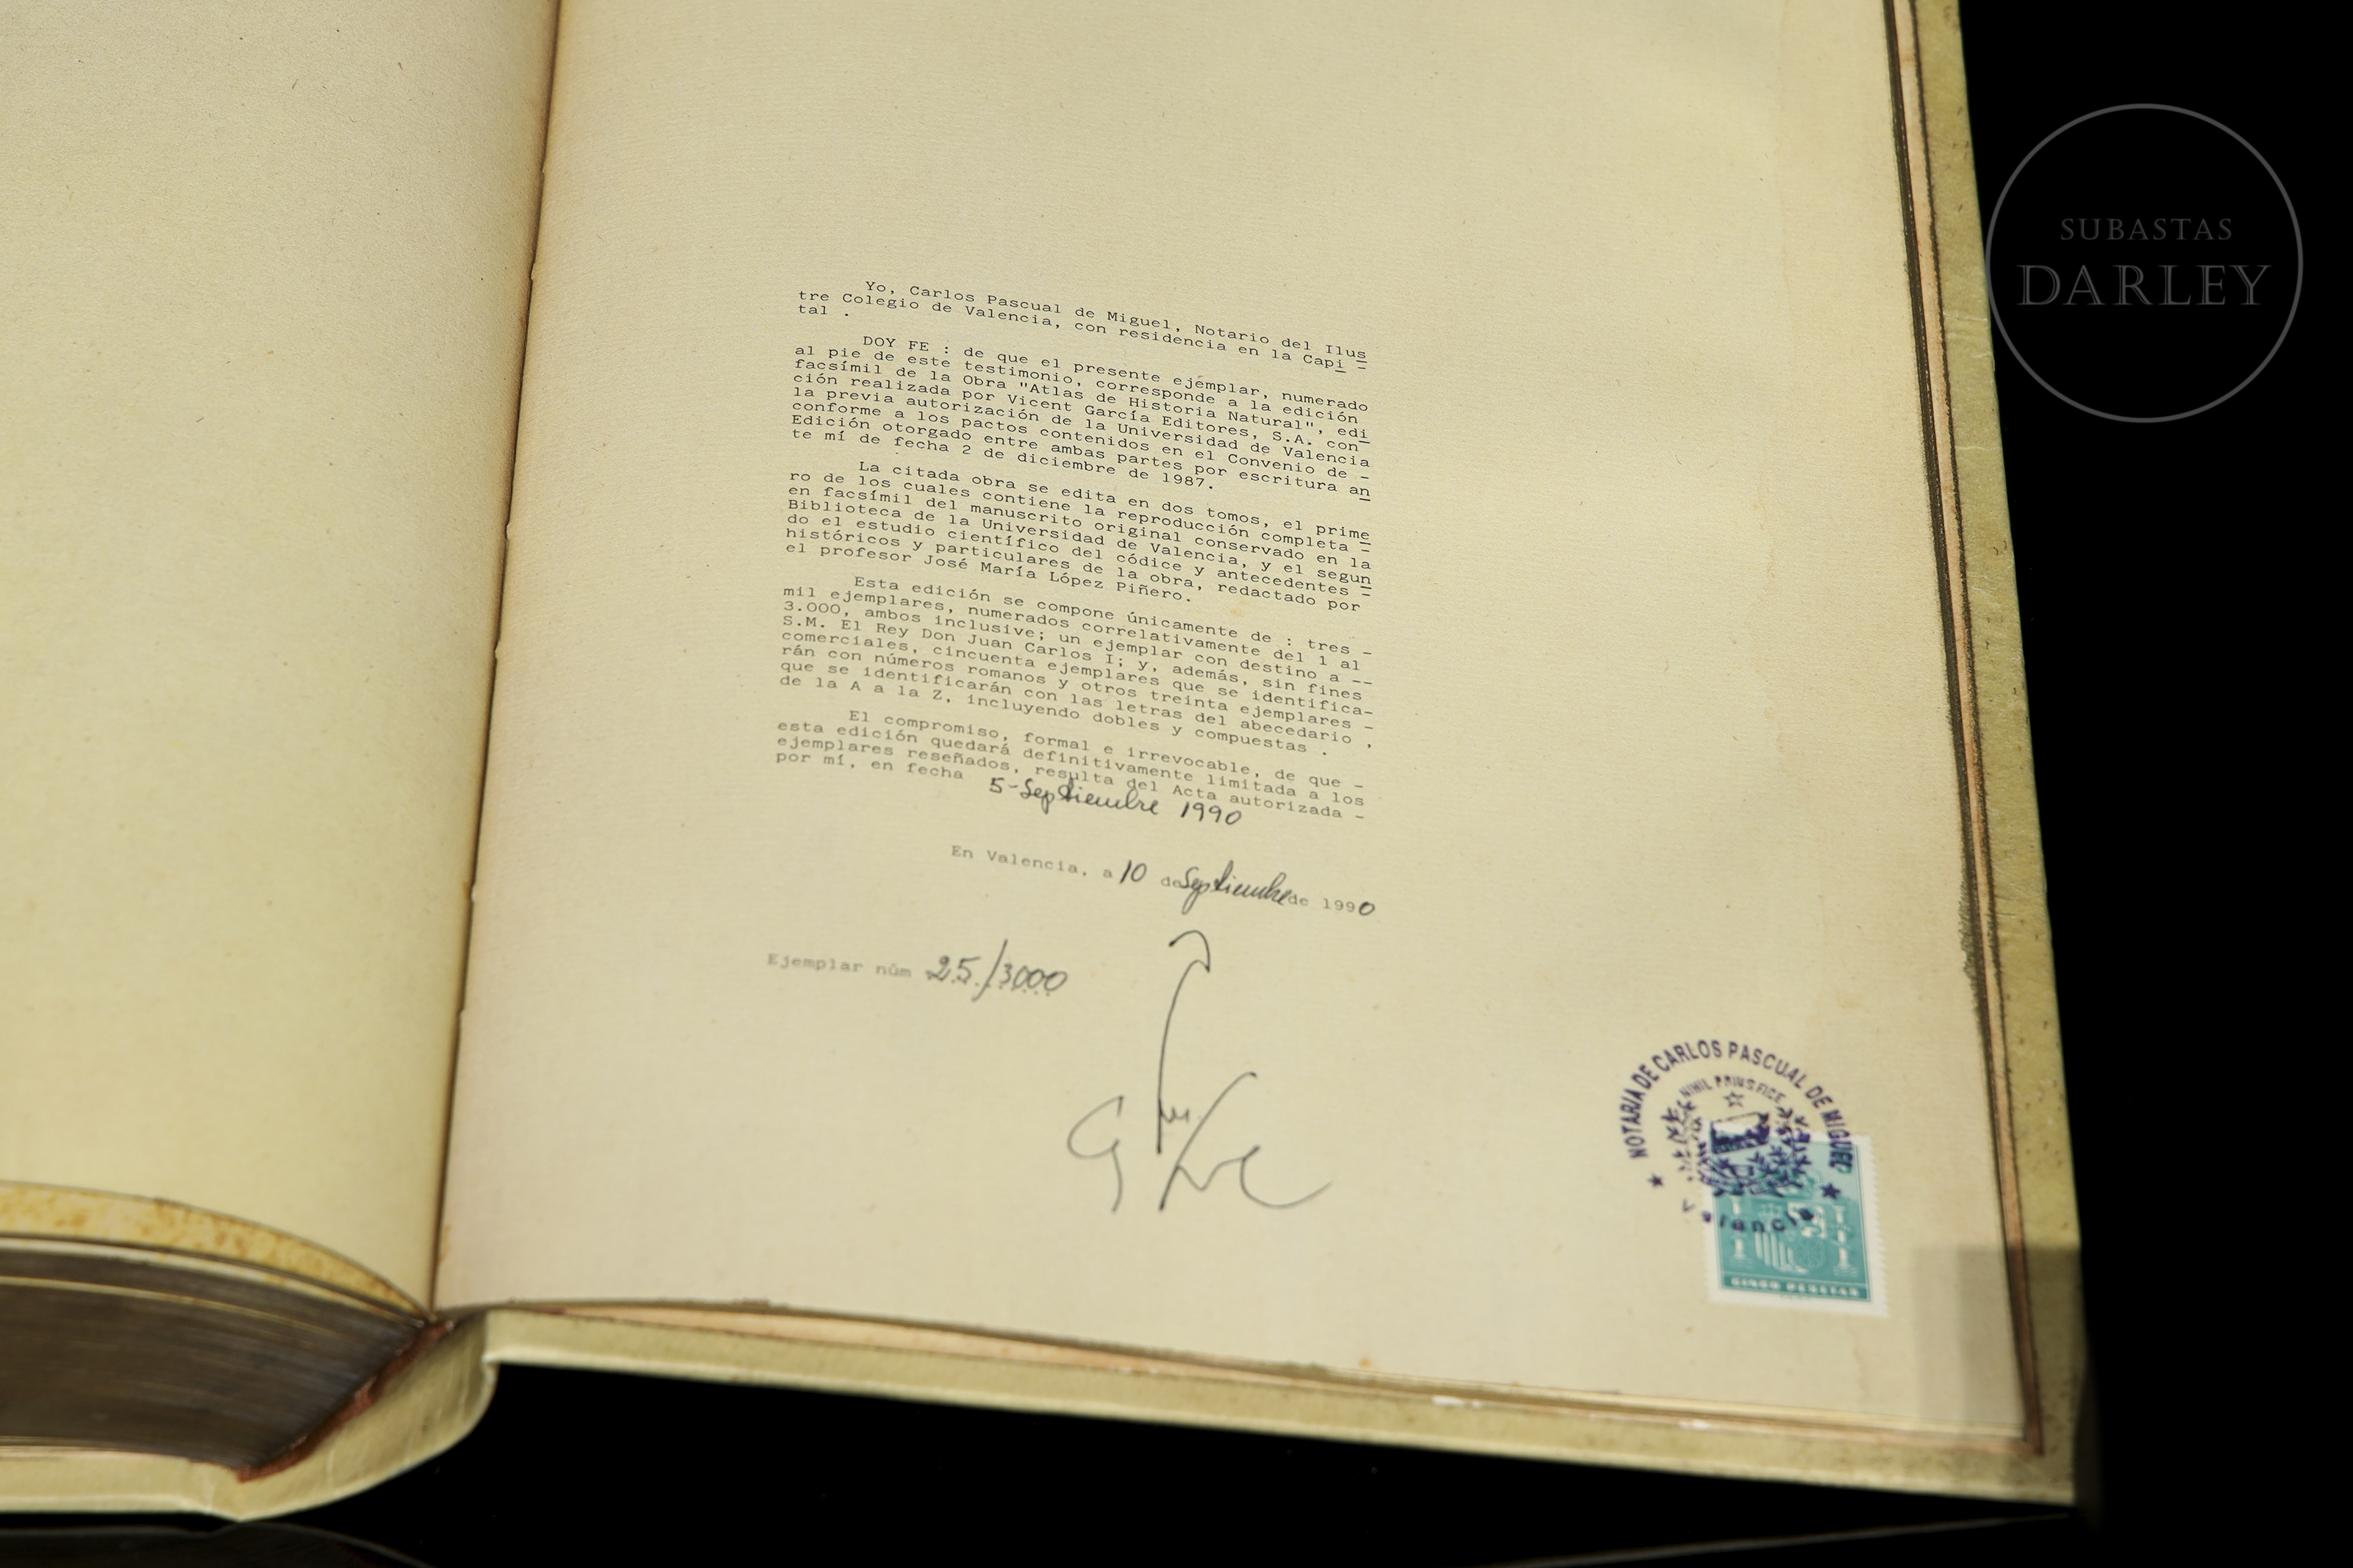 Yo, Carlos Pascual de Miguel, Notario del Ilus
tre Colegio de Valencia, con residencia en la Capi -
tal .
DOY FE : de que el presente ejemplar, numerado
al pie de este testimonio, corresponde a la edición
facsímil de la Obra "Atlas de Historia Natural", edi
ción realizada por Vicent García Editores, S.A. con
la previa autorización de la Universidad de Valencia
conforme a los pactos contenidos en el Convenio de -
Edición otorgado entre ambas partes por escritura an
te mí de fecha 2 de diciembre de 1987.
La citada obra se edita en dos tomos, el prime
ro de los cuales contiene la reproducción completa -
en facsímil del manuscrito original conservado en la
Biblioteca de la Universidad de Valencia, y el segun
do el estudio científico del códice y antecedentes -
históricos y particulares de la obra, redactado por
el profesor José María López Piñero.
Esta edición se compone únicamente de : tres -
mil ejemplares, numerados correlativamente del 1 al
3.000, ambos inclusive; un ejemplar con destino a --
S.M. El Rey Don Juan Carlos I; y, además, sin fines
comerciales, cincuenta ejemplares que se identifica-
rán con números romanos y otros treinta ejemplares -
que se identificarán con las letras del abecedario ,
de la A a la Z, incluyendo dobles y compuestas .
El compromiso, formal e irrevocable, de que -
esta edición quedará definitivamente limitada a los
ejemplares reseñados, resulta del Acta autorizada -
por mí, en fecha 5-Septiembre 1990
En Valencia, a 10 de Septiembre de 1990
Ejemplar núm 25/3000
NOTARIA DE CARLOS PASCUAL DE MIGUEL
NIHIL PRIUS FIDE
Valencia
CINCO PESETAS
SUBASTAS
DARLEY